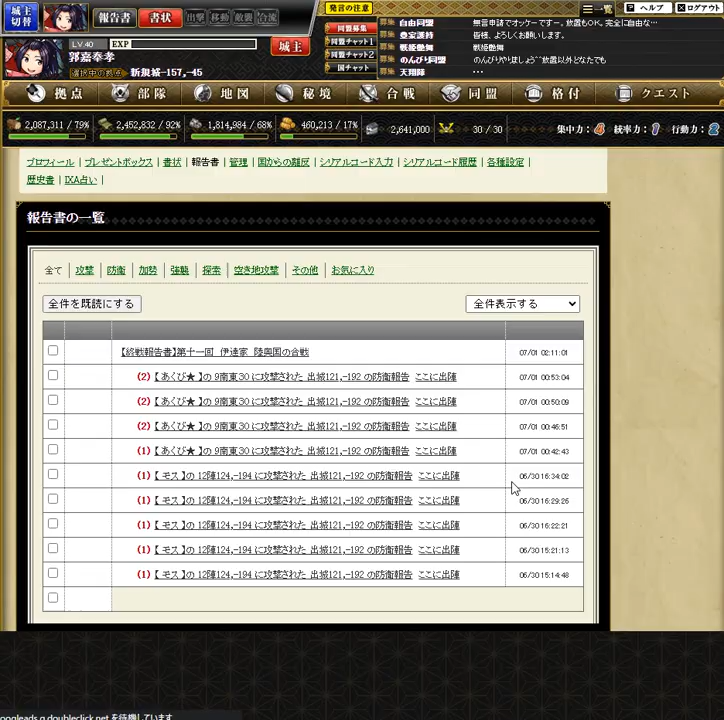 城主
切替
報告書 書状 出撃 移動 敵襲 合流
発言の注意
一覧 ヘルプ ログアウト
LV.40 EXP
郭嘉奉孝 城主
選択中の拠点 新規城-157,-45
同盟募集
同盟チャット1
同盟チャット2
国チャット
募集 自由同盟 無言申請でオッケーですー。放置もOK。完全に自由な…
募集 豊宝護持 皆様、よろしくお願いします。
募集 戦姫艶舞 戦姫艶舞
募集 のんびり同盟
募集 天翔隊 ・・・
拠点 部隊 地図 秘境 合戦 同盟 格付 クエスト
2,087,311 / 79% 2,452,832 / 92% 1,814,984 / 68% 460,213 / 17% 2,641,000 30 / 30 集中力:4 統率力:1 行動力:2
プロフィール | プレゼントボックス | 書状 | 報告書 | 管理 | 国からの離反 | シリアルコード入力 | シリアルコード履歴 | 各種設定 |
歴史書 | IXA占い |
報告書の一覧
全て | 攻撃 | 防衛 | 加勢 | 強襲 | 探索 | 空き地攻撃 | その他 | お気に入り
全件を既読にする 全件表示する
【終戦報告書】第十一回 伊達家 陸奥国の合戦 07/01 02:11:01
(2) 【 あくび★ 】の 9南東30 に攻撃された 出城121,-192 の防衛報告 ここに出陣 07/01 00:53:04
(2) 【 あくび★ 】の 9南東30 に攻撃された 出城121,-192 の防衛報告 ここに出陣 07/01 00:50:09
(2) 【 あくび★ 】の 9南東30 に攻撃された 出城121,-192 の防衛報告 ここに出陣 07/01 00:46:51
(1) 【 あくび★ 】の 9南東30 に攻撃された 出城121,-192 の防衛報告 ここに出陣 07/01 00:42:43
(1) 【 モス 】の 12陣124,-194 に攻撃された 出城121,-192 の防衛報告 ここに出陣 06/30 16:34:02
(1) 【 モス 】の 12陣124,-194 に攻撃された 出城121,-192 の防衛報告 ここに出陣 06/30 16:29:26
(1) 【 モス 】の 12陣124,-194 に攻撃された 出城121,-192 の防衛報告 ここに出陣 06/30 16:22:21
(1) 【 モス 】の 12陣124,-194 に攻撃された 出城121,-192 の防衛報告 ここに出陣 06/30 15:21:13
(1) 【 モス 】の 12陣124,-194 に攻撃された 出城121,-192 の防衛報告 ここに出陣 06/30 15:14:48
oogleads.g.doubleclick.net を待機しています